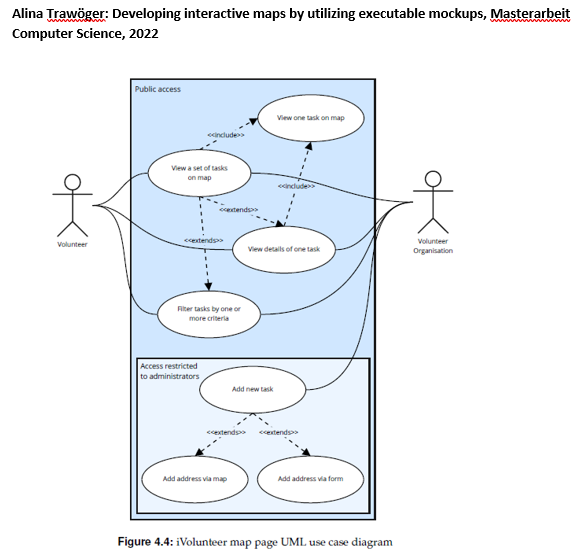 Alina Trawöger: Developing interactive maps by utilizing executable mockups, Masterarbeit
Computer Science, 2022
Public access
View one task on map
<<include>>
View a set of tasks
on map
<<include>>
<<extends>>
Volunteer
Volunteer
Organisation
<<extends>>
View details of one task
Filter tasks by one or
more criteria
Access restricted
to administrators
Add new task
<<extends>>
<<extends>>
Add address via map
Add address via form
Figure 4.4: iVolunteer map page UML use case diagram